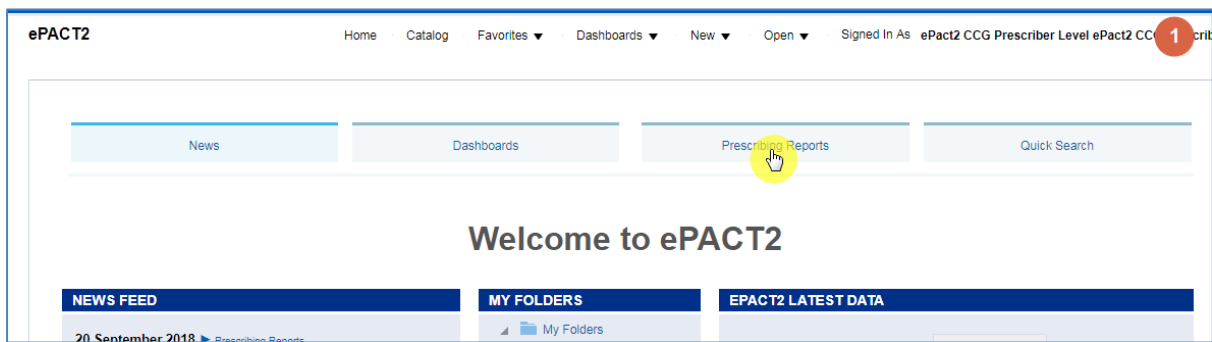 ePACT2 Home Catalog Favorites Dashboards New Open Signed In As ePact2 CCG Prescriber Level ePact2 1
News Dashboards Prescribing Reports Quick Search
Welcome to ePACT2
NEWS FEED MY FOLDERS EPACT2 LATEST DATA
20 September 2018 Prescribing Reports My Folders